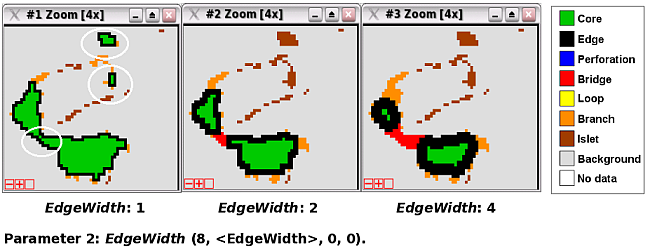 #1 Zoom [4x]
#2 Zoom [4x]
#3 Zoom [4x]
Core
Edge
Perforation
Bridge
Loop
Branch
Islet
Background
No data
EdgeWidth: 1
EdgeWidth: 2
EdgeWidth: 4
Parameter 2: EdgeWidth (8, <EdgeWidth>, 0, 0).